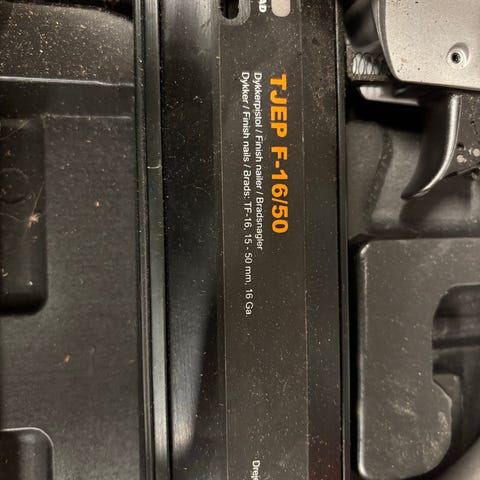 TJEP F-16/50
Dykkerpistol / Finish nailer / Bradsnagler
Dykker / Finish nails / Brads: TF-16, 15 - 50 mm. 16 Ga.